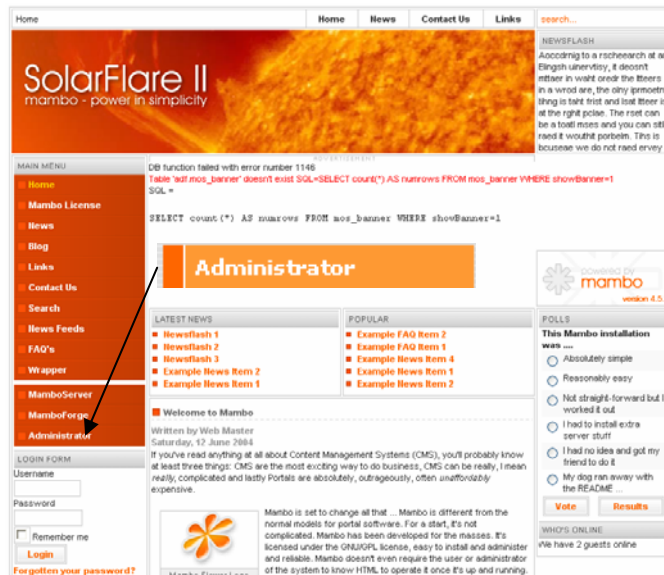 Home
Home
News
Contact Us
Links
search...
SolarFlare II
mambo - power in simplicity
NEWSFLASH
Aoccdrnig to a rscheearch at an
Elingsh uinervtisy, it deosn't
mttaer in waht oredr the ltteers
in a wrod are, the olny iprmoetnt
tihng is taht frist and lsat ltteer is
at the rghit pclae. The rset can
be a toatl mses and you can sitll
raed it wouthit porbelm. Tihs is
bcuseae we do not raed ervey
MAIN MENU
Home
Mambo License
News
Blog
Links
Contact Us
Search
News Feeds
FAQ's
Wrapper
MamboServer
MamboForge
Administrator
ADVERTISEMENT
DB function failed with error number 1146
Table 'adf.mos_banner' doesn't exist SQL=SELECT count(*) AS numrows FROM mos_banner WHERE showBanner=1
SQL =
SELECT count(*) AS numrows FROM mos_banner WHERE showBanner=1
Administrator
LATEST NEWS
Newsflash 1
Newsflash 2
Newsflash 3
Example News Item 2
Example News Item 1
POPULAR
Example FAQ Item 2
Example FAQ Item 1
Example News Item 4
Example News Item 1
Example News Item 2
Welcome to Mambo
Written by Web Master
Saturday, 12 June 2004
If you've read anything at all about Content Management Systems (CMS), you'll probably know
at least three things: CMS are the most exciting way to do business, CMS can be really, I mean
really, complicated and lastly Portals are absolutely, outrageously, often unaffordably
expensive.
Mambo is set to change all that ... Mambo is different from the
normal models for portal software. For a start, it's not
complicated. Mambo has been developed for the masses. It's
licensed under the GNU/GPL license, easy to install and administer
and reliable. Mambo doesn't even require the user or administrator
of the system to know HTML to operate it once it's up and running.
Mambo Flower Logo
LOGIN FORM
Username
Password
Remember me
Login
Forgotten your password?
powered by
mambo
version 4.5
POLLS
This Mambo installation
was ....
Absolutely simple
Reasonably easy
Not straight-forward but I
worked it out
I had to install extra
server stuff
I had no idea and got my
friend to do it
My dog ran away with
the README ...
Vote
Results
WHO'S ONLINE
We have 2 guests online